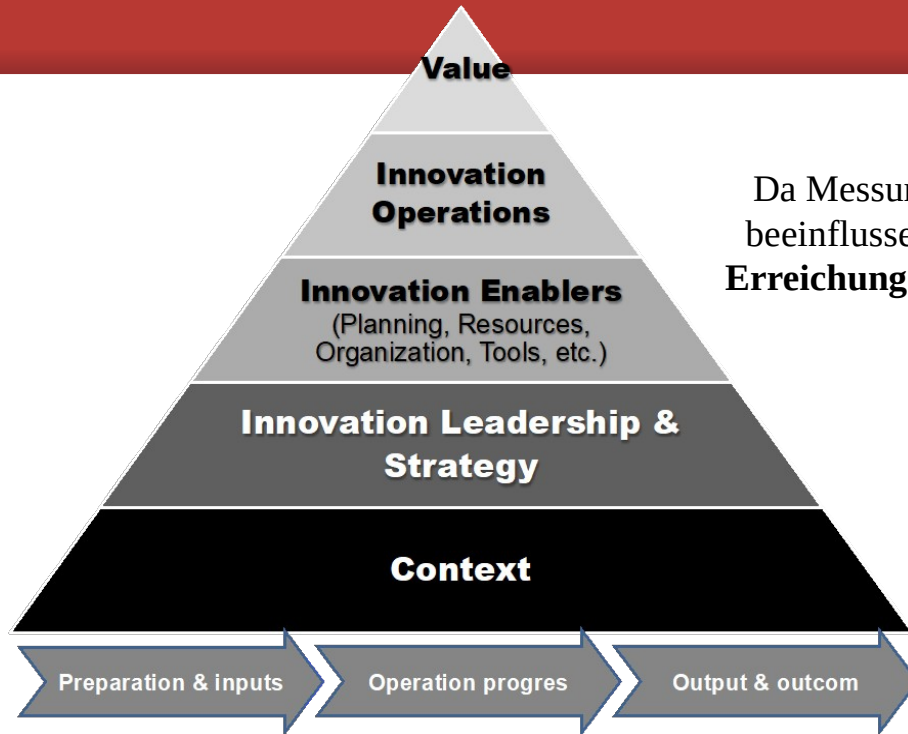 Value
Innovation
Operations
Innovation Enablers
(Planning, Resources,
Organization, Tools, etc.)
Innovation Leadership &
Strategy
Context
Da Messur
beeinflusse
Erreichung
Preparation & inputs
Operation progres
Output & outcom